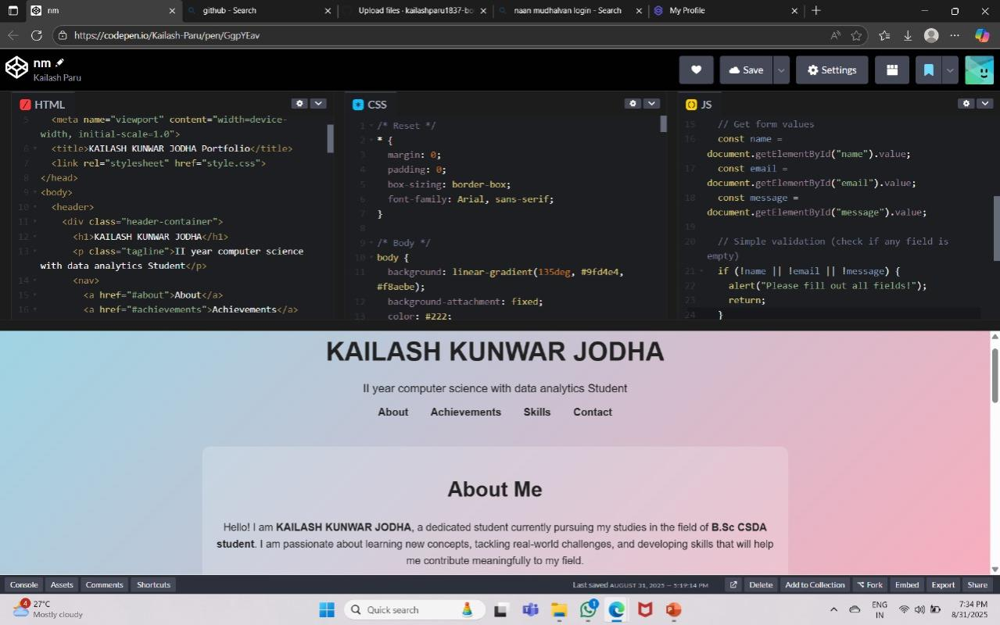 nm
github - Search
Upload files · kailashparu1837-bo
naan mudhalvan login - Search
My Profile
https://codepen.io/Kailash-Paru/pen/GgpYEav
nm
Kailash Paru
Save
Settings
HTML
5
<meta name="viewport" content="width=device-
width, initial-scale=1.0">
6 <title>KAILASH KUNWAR JODHA Portfolio</title>
7 <link rel="stylesheet" href="style.css">
8 </head>
9 <body>
10 <header>
11 <div class="header-container">
12 <h1>KAILASH KUNWAR JODHA</h1>
13 <p class="tagline">II year computer science
with data analytics Student</p>
14 <nav>
15 <a href="#about">About</a>
16 <a href="#achievements">Achievements</a>
CSS
1 /* Reset */
2 * {
3 margin: 0;
4 padding: 0;
5 box-sizing: border-box;
6 font-family: Arial, sans-serif;
7 }
8
9 /* Body */
10 body {
11 background: linear-gradient(135deg, #9fd4e4,
#f8aebe);
12 background-attachment: fixed;
13 color: #222;
JS
15 // Get form values
16 const name =
document.getElementById("name").value;
17 const email =
document.getElementById("email").value;
18 const message =
document.getElementById("message").value;
19
20 // Simple validation (check if any field is
empty)
21 if (!name || !email || !message) {
22 alert("Please fill out all fields!");
23 return;
24 }
KAILASH KUNWAR JODHA
II year computer science with data analytics Student
About Achievements Skills Contact
About Me
Hello! I am KAILASH KUNWAR JODHA, a dedicated student currently pursuing my studies in the field of B.Sc CSDA
student. I am passionate about learning new concepts, tackling real-world challenges, and developing skills that will help
me contribute meaningfully to my field.
Console Assets Comments Shortcuts
Last saved AUGUST 31, 2025 — 5:19:14 PM
Delete Add to Collection Fork Embed Export Share
4
27°C
Mostly cloudy
Quick search
1
ENG
IN
7:34 PM
8/31/2025